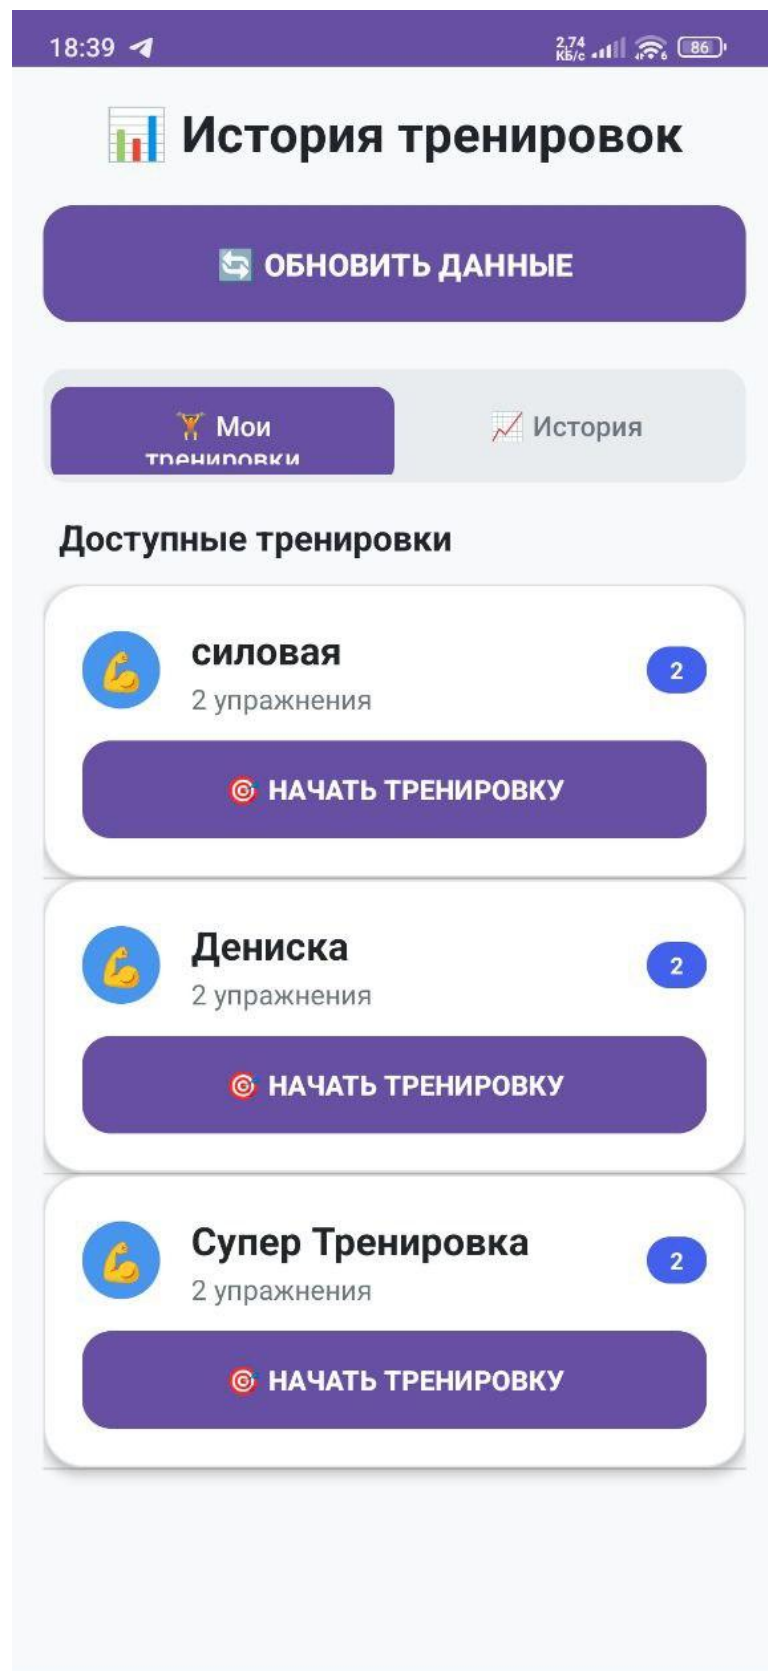 18:39 2,74 КБ/с 6 86
📊 История тренировок
🔄 ОБНОВИТЬ ДАННЫЕ
🏋 Мои тренировки
📈 История
Доступные тренировки
силовая
2 упражнения
2
🎯 НАЧАТЬ ТРЕНИРОВКУ
Дениска
2 упражнения
2
🎯 НАЧАТЬ ТРЕНИРОВКУ
Супер Тренировка
2 упражнения
2
🎯 НАЧАТЬ ТРЕНИРОВКУ